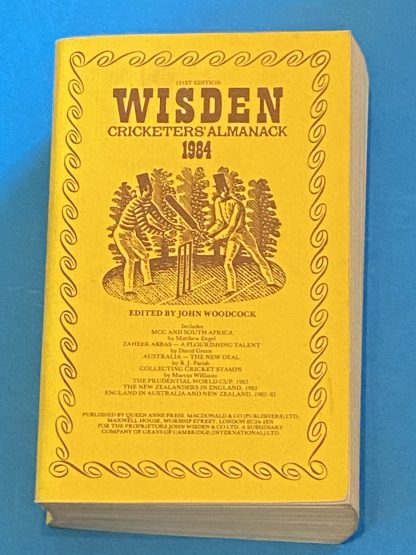 121ST EDITION
WISDEN
CRICKETERS' ALMANACK
1984
EDITED BY JOHN WOODCOCK
Includes
MCC AND SOUTH AFRICA
by Matthew Engel
ZAHEER ABBAS — A FLOURISHING TALENT
by David Green
AUSTRALIA — THE NEW DEAL
by R. J. Parish
COLLECTING CRICKET STAMPS
by Marcus Williams
THE PRUDENTIAL WORLD CUP, 1983
THE NEW ZEALANDERS IN ENGLAND, 1983
ENGLAND IN AUSTRALIA AND NEW ZEALAND, 1982-83
PUBLISHED BY QUEEN ANNE PRESS, MACDONALD & CO (PUBLISHERS) LTD,
MAXWELL HOUSE, WORSHIP STREET, LONDON EC2A 2EN
FOR THE PROPRIETORS JOHN WISDEN & CO LTD, A SUBSIDIARY
COMPANY OF GRAYS OF CAMBRIDGE (INTERNATIONAL) LTD.